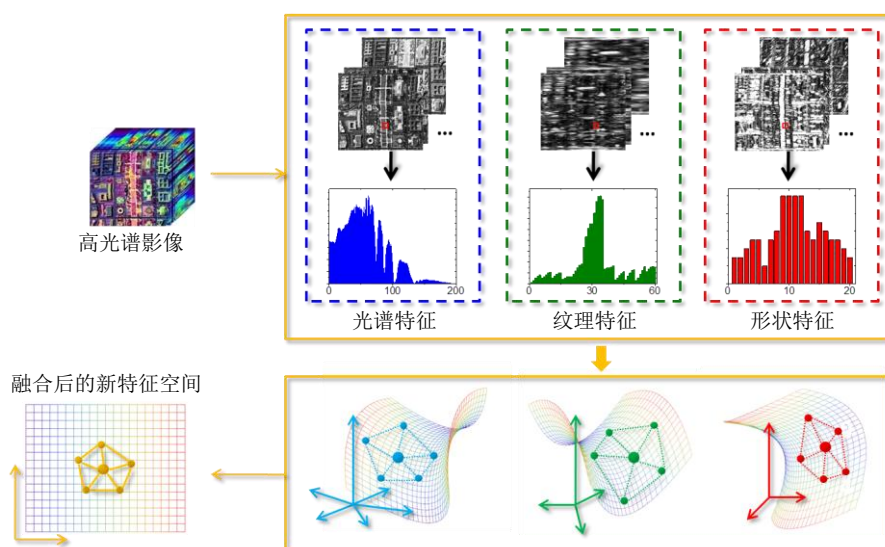 ...
...
...
高光谱影像
0 100 200
0 30 60
0 10 20
光谱特征
纹理特征
形状特征
融合后的新特征空间